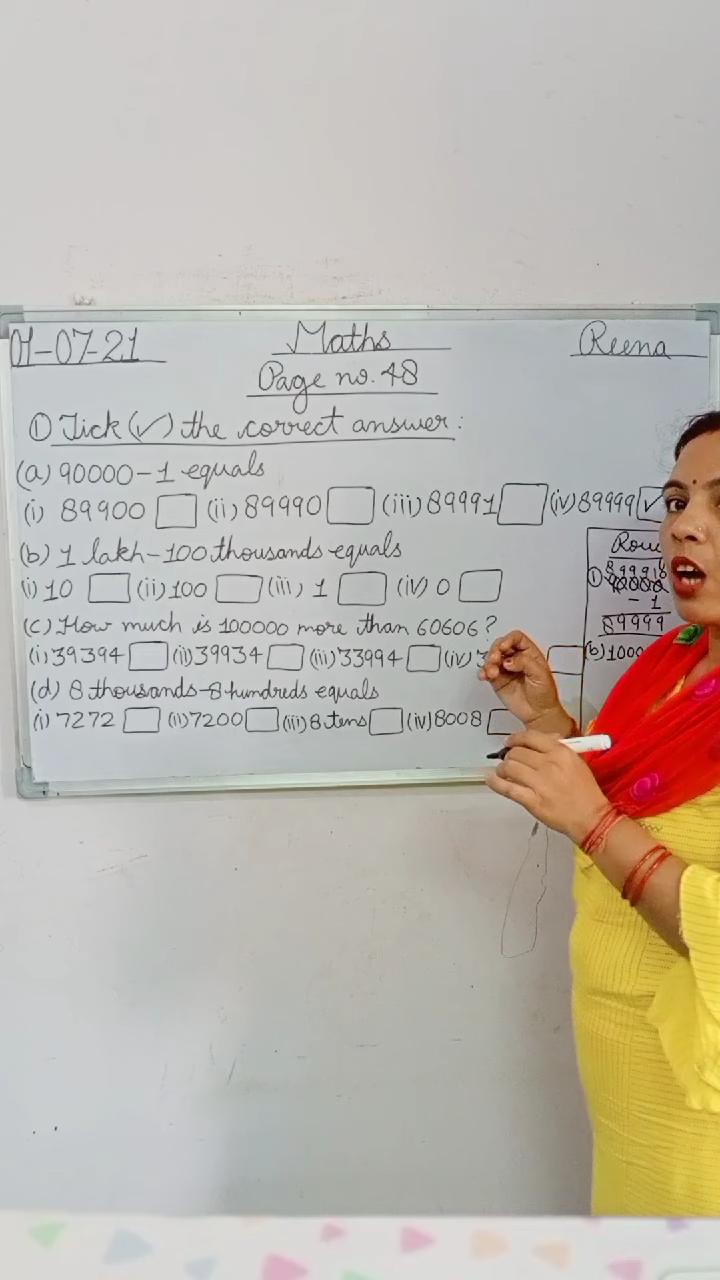 01-07-21 Maths Reena
Page no. 48
① Tick (✓) the correct answer:
(a) 90000-1 equals
(i) 89900 (ii) 89990 (iii) 89991 (iv) 89999 ✓
(b) 1 lakh-100 thousands equals
(i) 10 (ii) 100 (iii) 1 (iv) 0
(c) How much is 100000 more than 60606?
(i) 39394 (ii) 39934 (iii) 33994 (iv) 3
(d) 8 thousands-8 hundreds equals
(i) 7272 (ii) 7200 (iii) 8 tens (iv) 8008
Rou
①
- 1
89999
(b) 1000